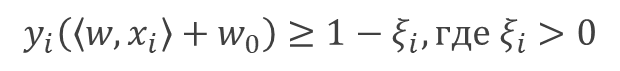 yᵢ(⟨w, xᵢ⟩ + w₀) ≥ 1 − ξᵢ, где ξᵢ > 0